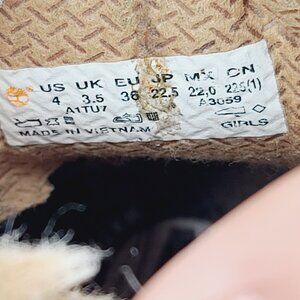 US UK EU JP MX CN
4 3.5 36 22.5 22.0 225(1)
A1TU7 A3059
MADE IN VIETNAM GIRLS